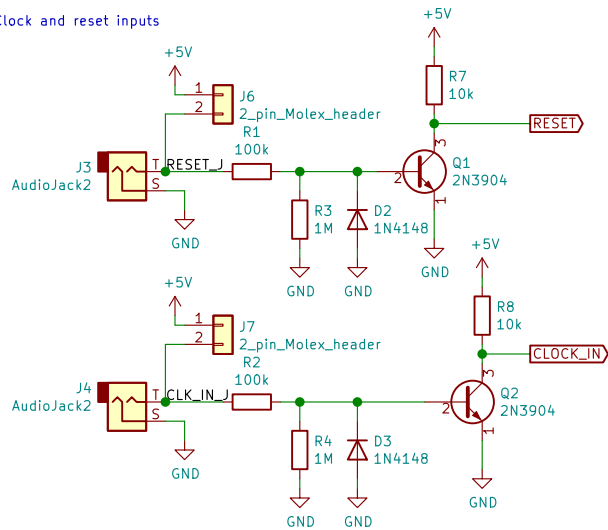 Clock and reset inputs
+5V
R7
10k
RESET
+5V
1
2
J6
2_pin_Molex_header
R1
100k
J3
AudioJack2
T
S
RESET_J
GND
R3
1M
GND
D2
1N4148
GND
2
3
1
Q1
2N3904
GND
+5V
R8
10k
CLOCK_IN
+5V
1
2
J7
2_pin_Molex_header
R2
100k
J4
AudioJack2
T
S
CLK_IN_J
GND
R4
1M
GND
D3
1N4148
GND
2
3
1
Q2
2N3904
GND